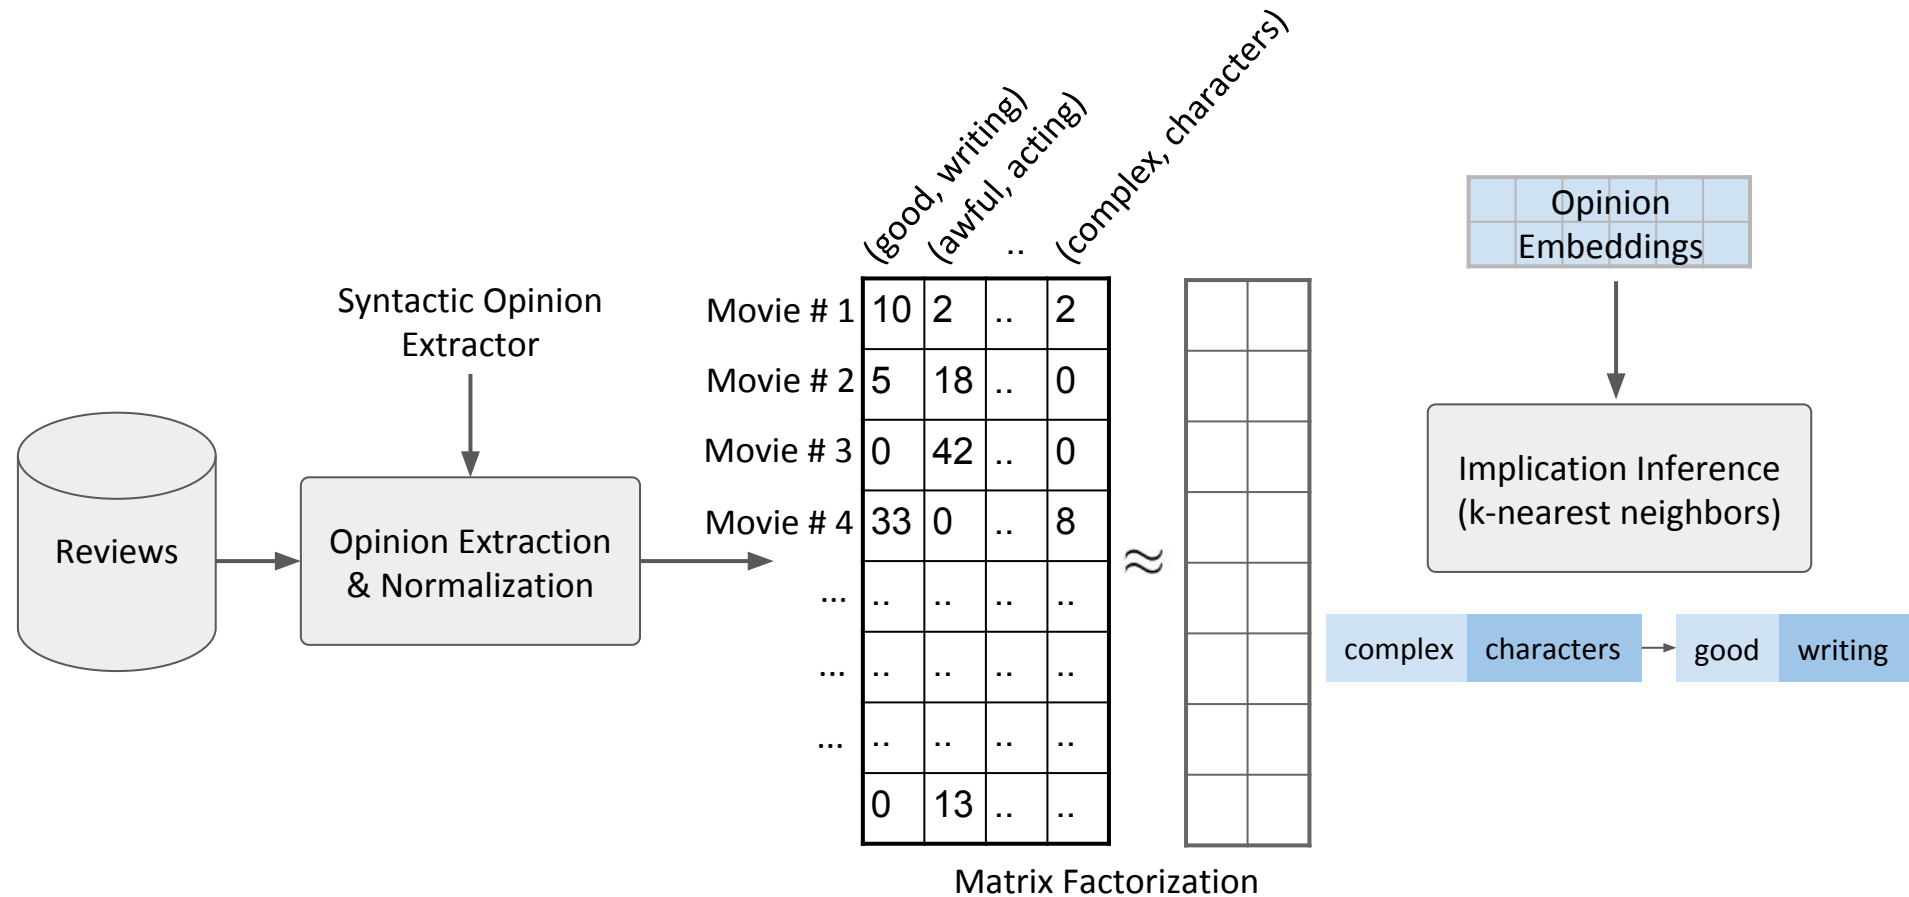 (good, writing)
(awful, acting)
..
(complex, characters)
Opinion
Embeddings
Syntactic Opinion
Extractor
Movie # 1 10 2 .. 2
Movie # 2 5 18 .. 0
Movie # 3 0 42 .. 0
Movie # 4 33 0 .. 8
... .. .. .. ..
... .. .. .. ..
... .. .. .. ..
0 13 .. ..
≈
Reviews
Opinion Extraction
& Normalization
Implication Inference
(k-nearest neighbors)
complex characters good writing
Matrix Factorization